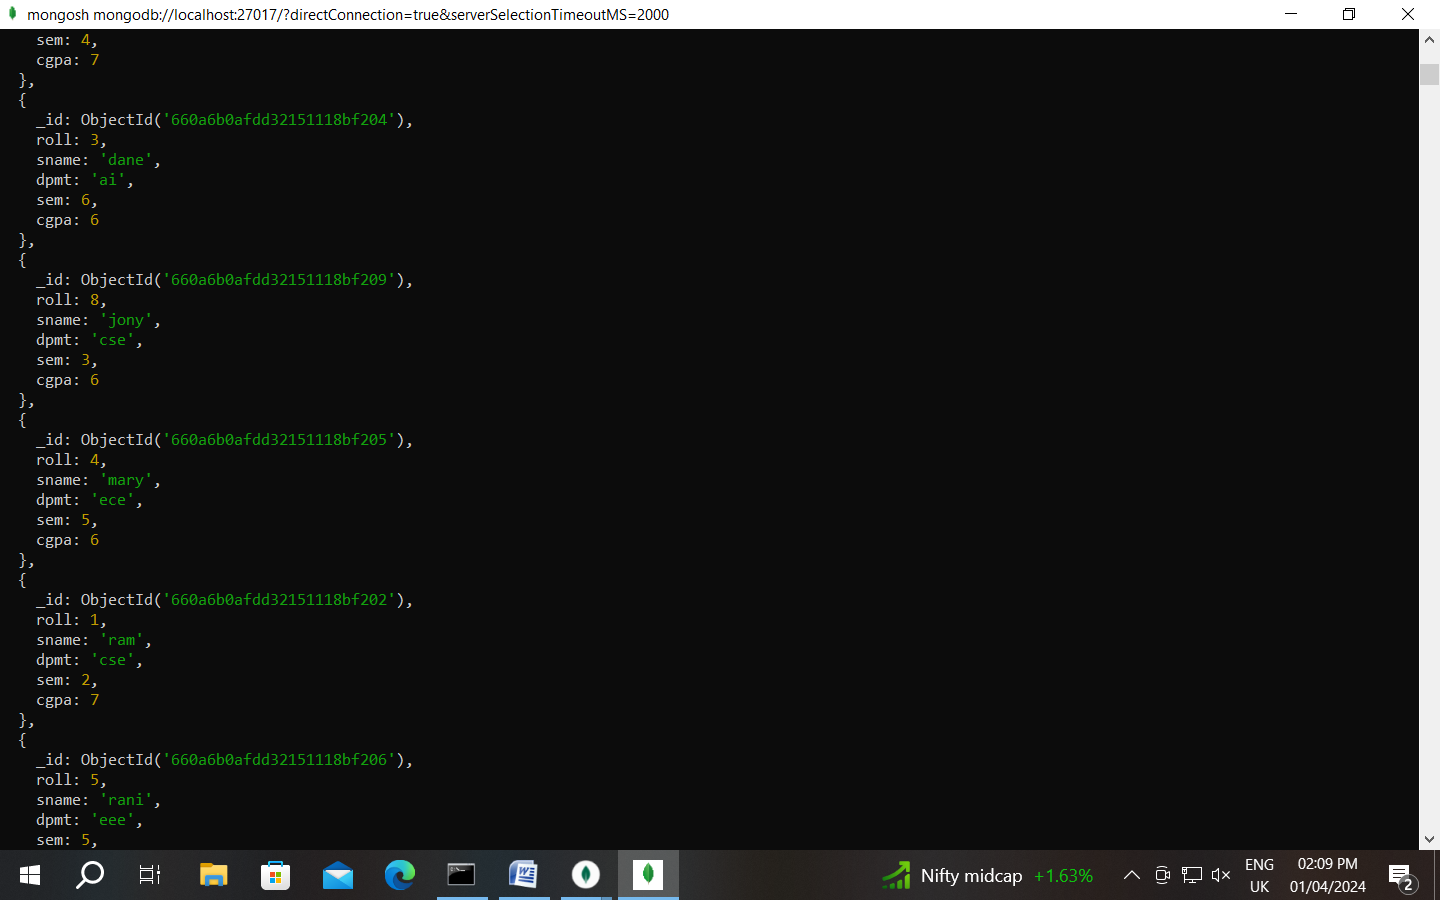 mongosh mongodb://localhost:27017/?directConnection=true&serverSelectionTimeoutMS=2000
sem: 4,
cgpa: 7
},
{
_id: ObjectId('660a6b0afdd32151118bf204'),
roll: 3,
sname: 'dane',
dpmt: 'ai',
sem: 6,
cgpa: 6
},
{
_id: ObjectId('660a6b0afdd32151118bf209'),
roll: 8,
sname: 'jony',
dpmt: 'cse',
sem: 3,
cgpa: 6
},
{
_id: ObjectId('660a6b0afdd32151118bf205'),
roll: 4,
sname: 'mary',
dpmt: 'ece',
sem: 5,
cgpa: 6
},
{
_id: ObjectId('660a6b0afdd32151118bf202'),
roll: 1,
sname: 'ram',
dpmt: 'cse',
sem: 2,
cgpa: 7
},
{
_id: ObjectId('660a6b0afdd32151118bf206'),
roll: 5,
sname: 'rani',
dpmt: 'eee',
sem: 5,
Nifty midcap +1.63%
ENG
UK
02:09 PM
01/04/2024
2